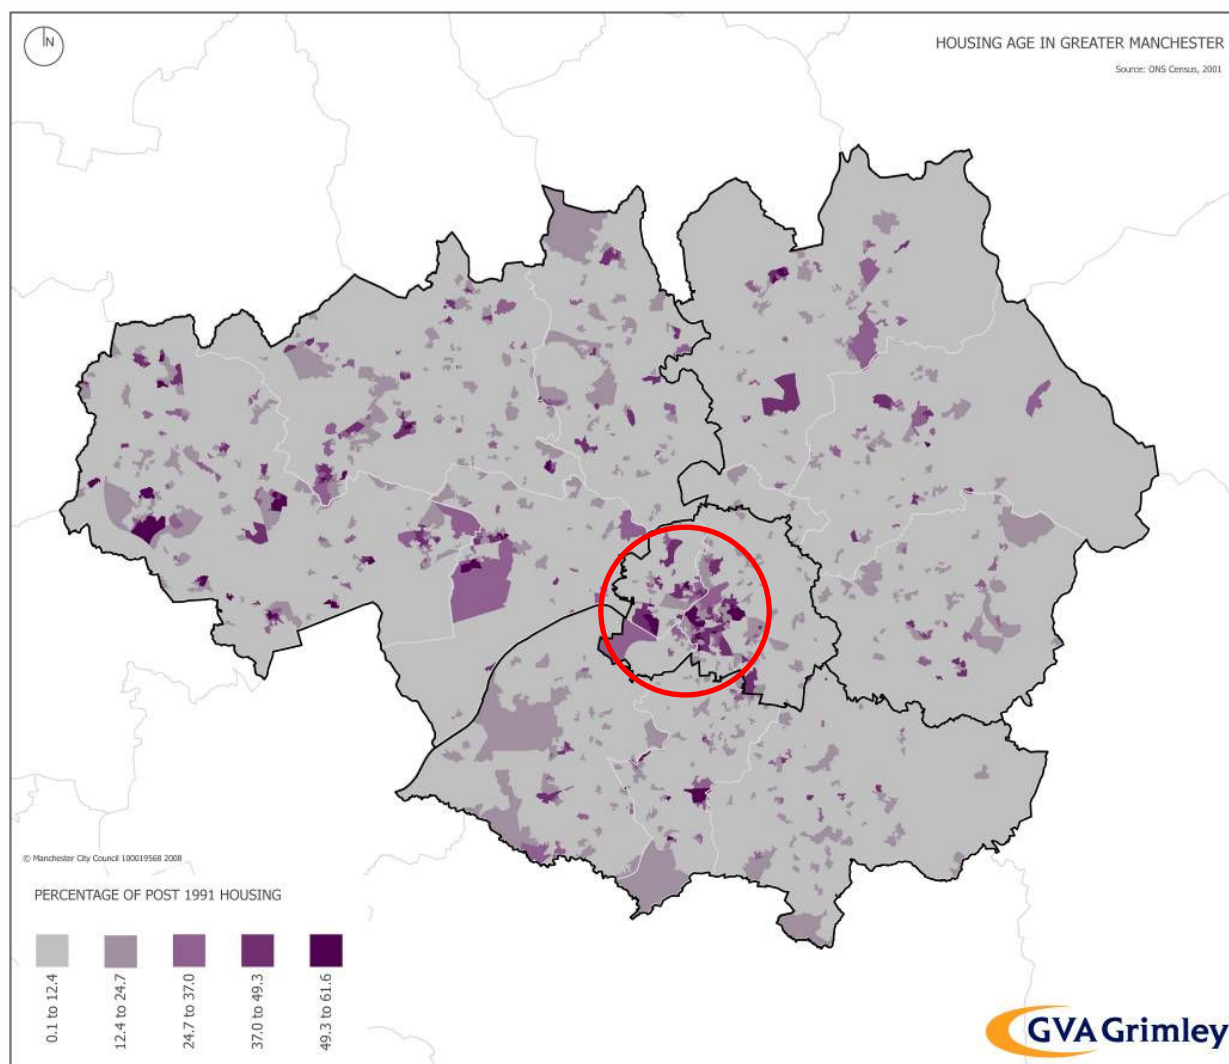 N
HOUSING AGE IN GREATER MANCHESTER
Source: ONS Census, 2001
© Manchester City Council 100019568 2008
PERCENTAGE OF POST 1991 HOUSING
0.1 to 12.4
12.4 to 24.7
24.7 to 37.0
37.0 to 49.3
49.3 to 61.6
GVA Grimley